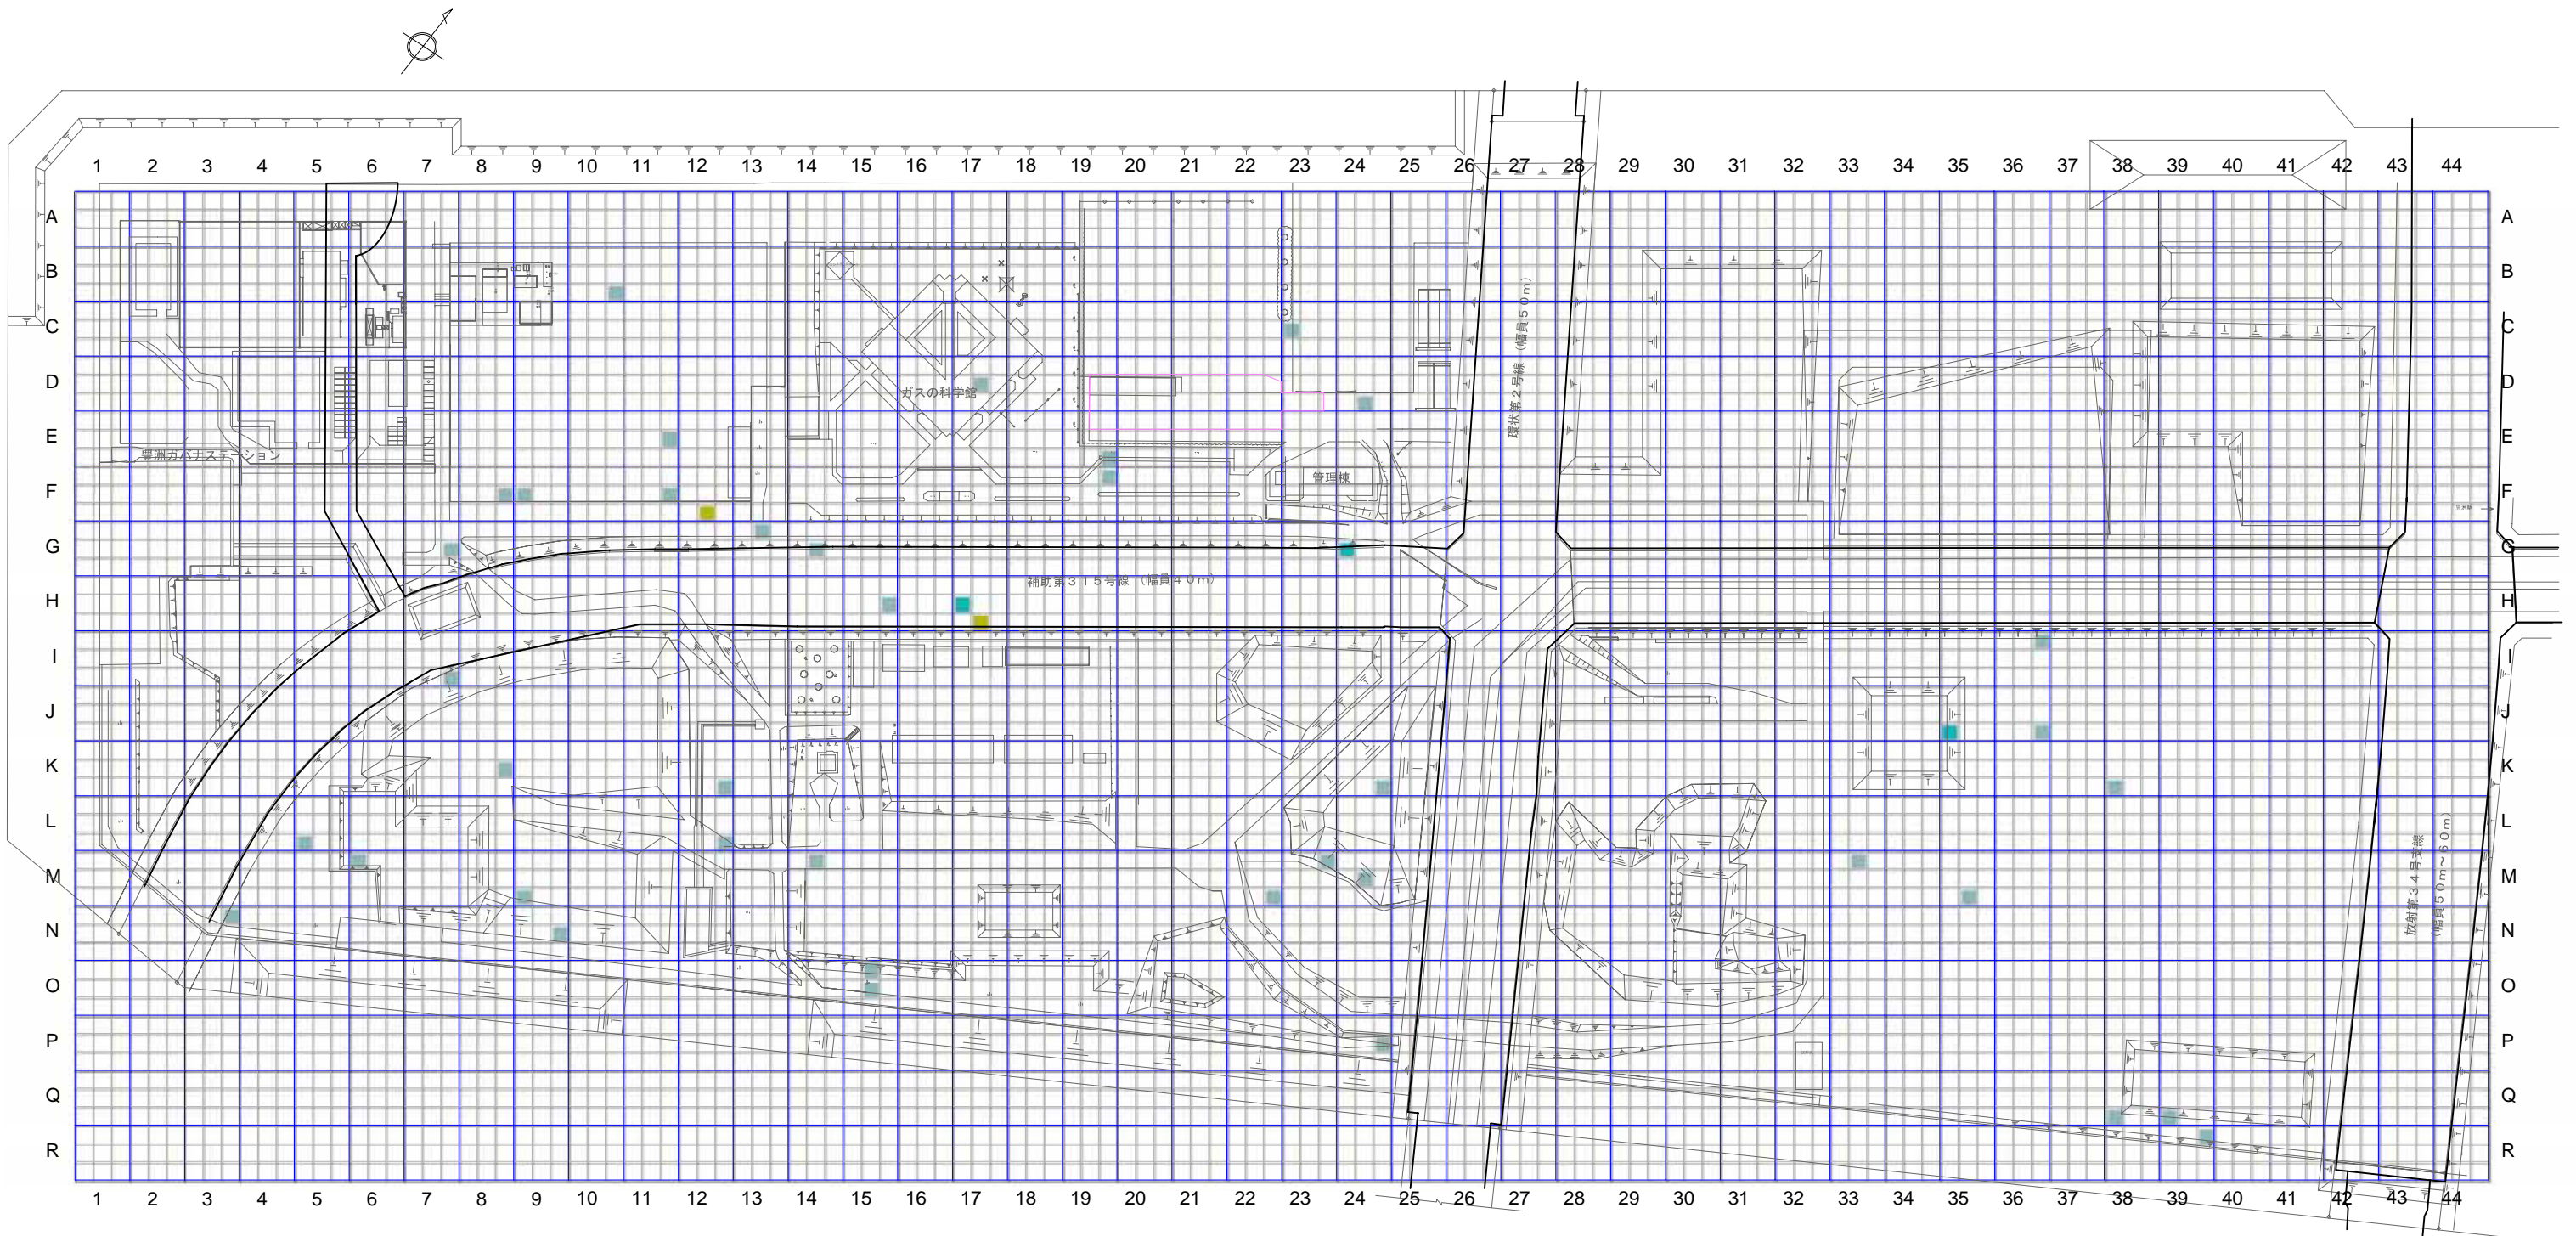 1 2 3 4 5 6 7 8 9 10 11 12 13 14 15 16 17 18 19 20 21 22 23 24 25 26 27 28 29 30 31 32 33 34 35 36 37 38 39 40 41 42 43 44
A A
B B
環状第2号線 (幅員50m)
C C
D ガスの科学館 D
E E
豊洲ガバナステーション
管理棟
F F
G G
補助第315号線 (幅員40m)
H H
I I
J J
K K
L L
放射第34号支線
(幅員50m~60m)
M M
N N
O O
P P
Q Q
R R
1 2 3 4 5 6 7 8 9 10 11 12 13 14 15 16 17 18 19 20 21 22 23 24 25 26 27 28 29 30 31 32 33 34 35 36 37 38 39 40 41 42 43 44